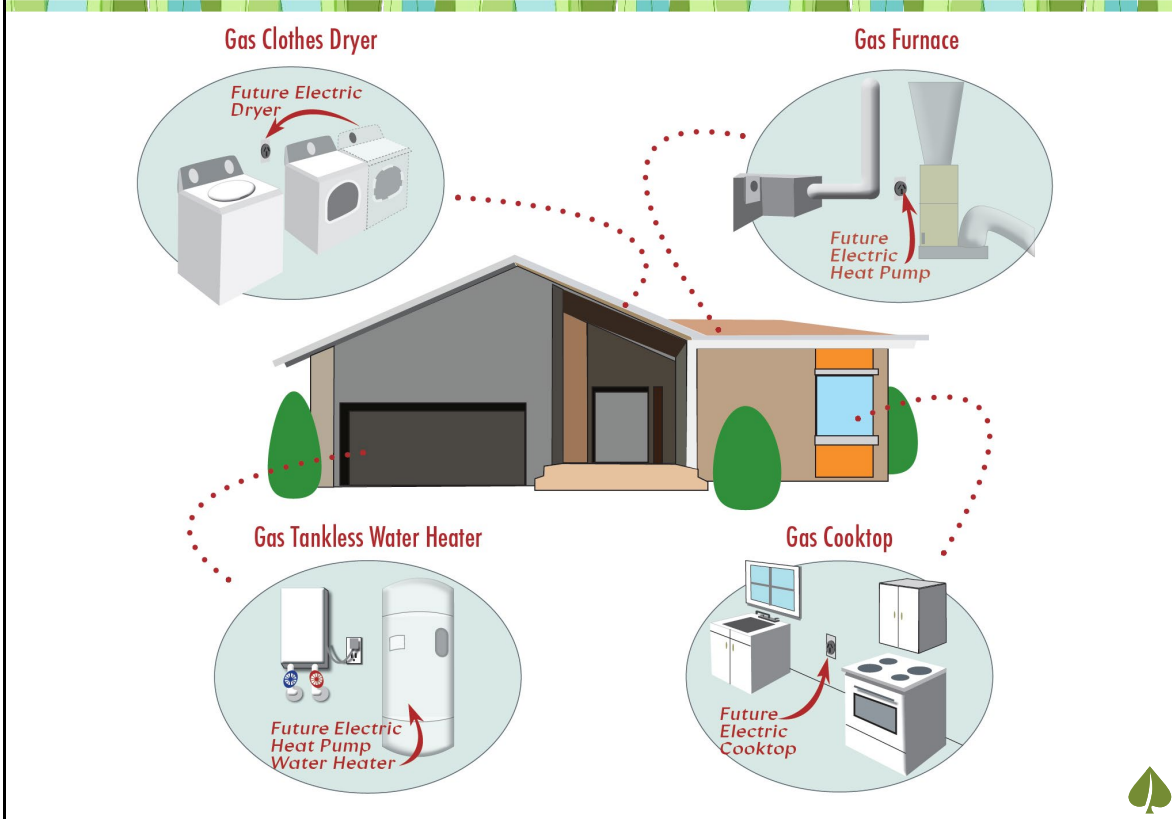 Gas Clothes Dryer
Future Electric
Dryer
Gas Furnace
Future
Electric
Heat Pump
Gas Tankless Water Heater
Future Electric
Heat Pump
Water Heater
Gas Cooktop
Future
Electric
Cooktop